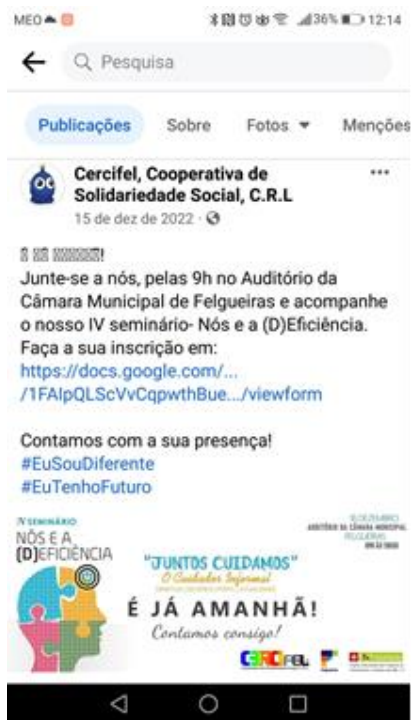 MEO
36% 12:14
Pesquisa
Publicações Sobre Fotos Menções
Cercifel, Cooperativa de
Solidariedade Social, C.R.L
15 de dez de 2022 ·
Junte-se a nós, pelas 9h no Auditório da
Câmara Municipal de Felgueiras e acompanhe
o nosso IV seminário- Nós e a (D)Eficiência.
Faça a sua inscrição em:
https://docs.google.com/...
/1FAIpQLScVvCqpwthBue.../viewform
Contamos com a sua presença!
#EuSouDiferente
#EuTenhoFuturo
IV SEMINÁRIO
NÓS E A
(D)EFICIÊNCIA
"JUNTOS CUIDAMOS"
O Cuidador Informal
16 DEZEMBRO
AUDITÓRIO DA CÂMARA MUNICIPAL
FELGUEIRAS
É JÁ AMANHÃ!
Contamos consigo!
CERCIFEL